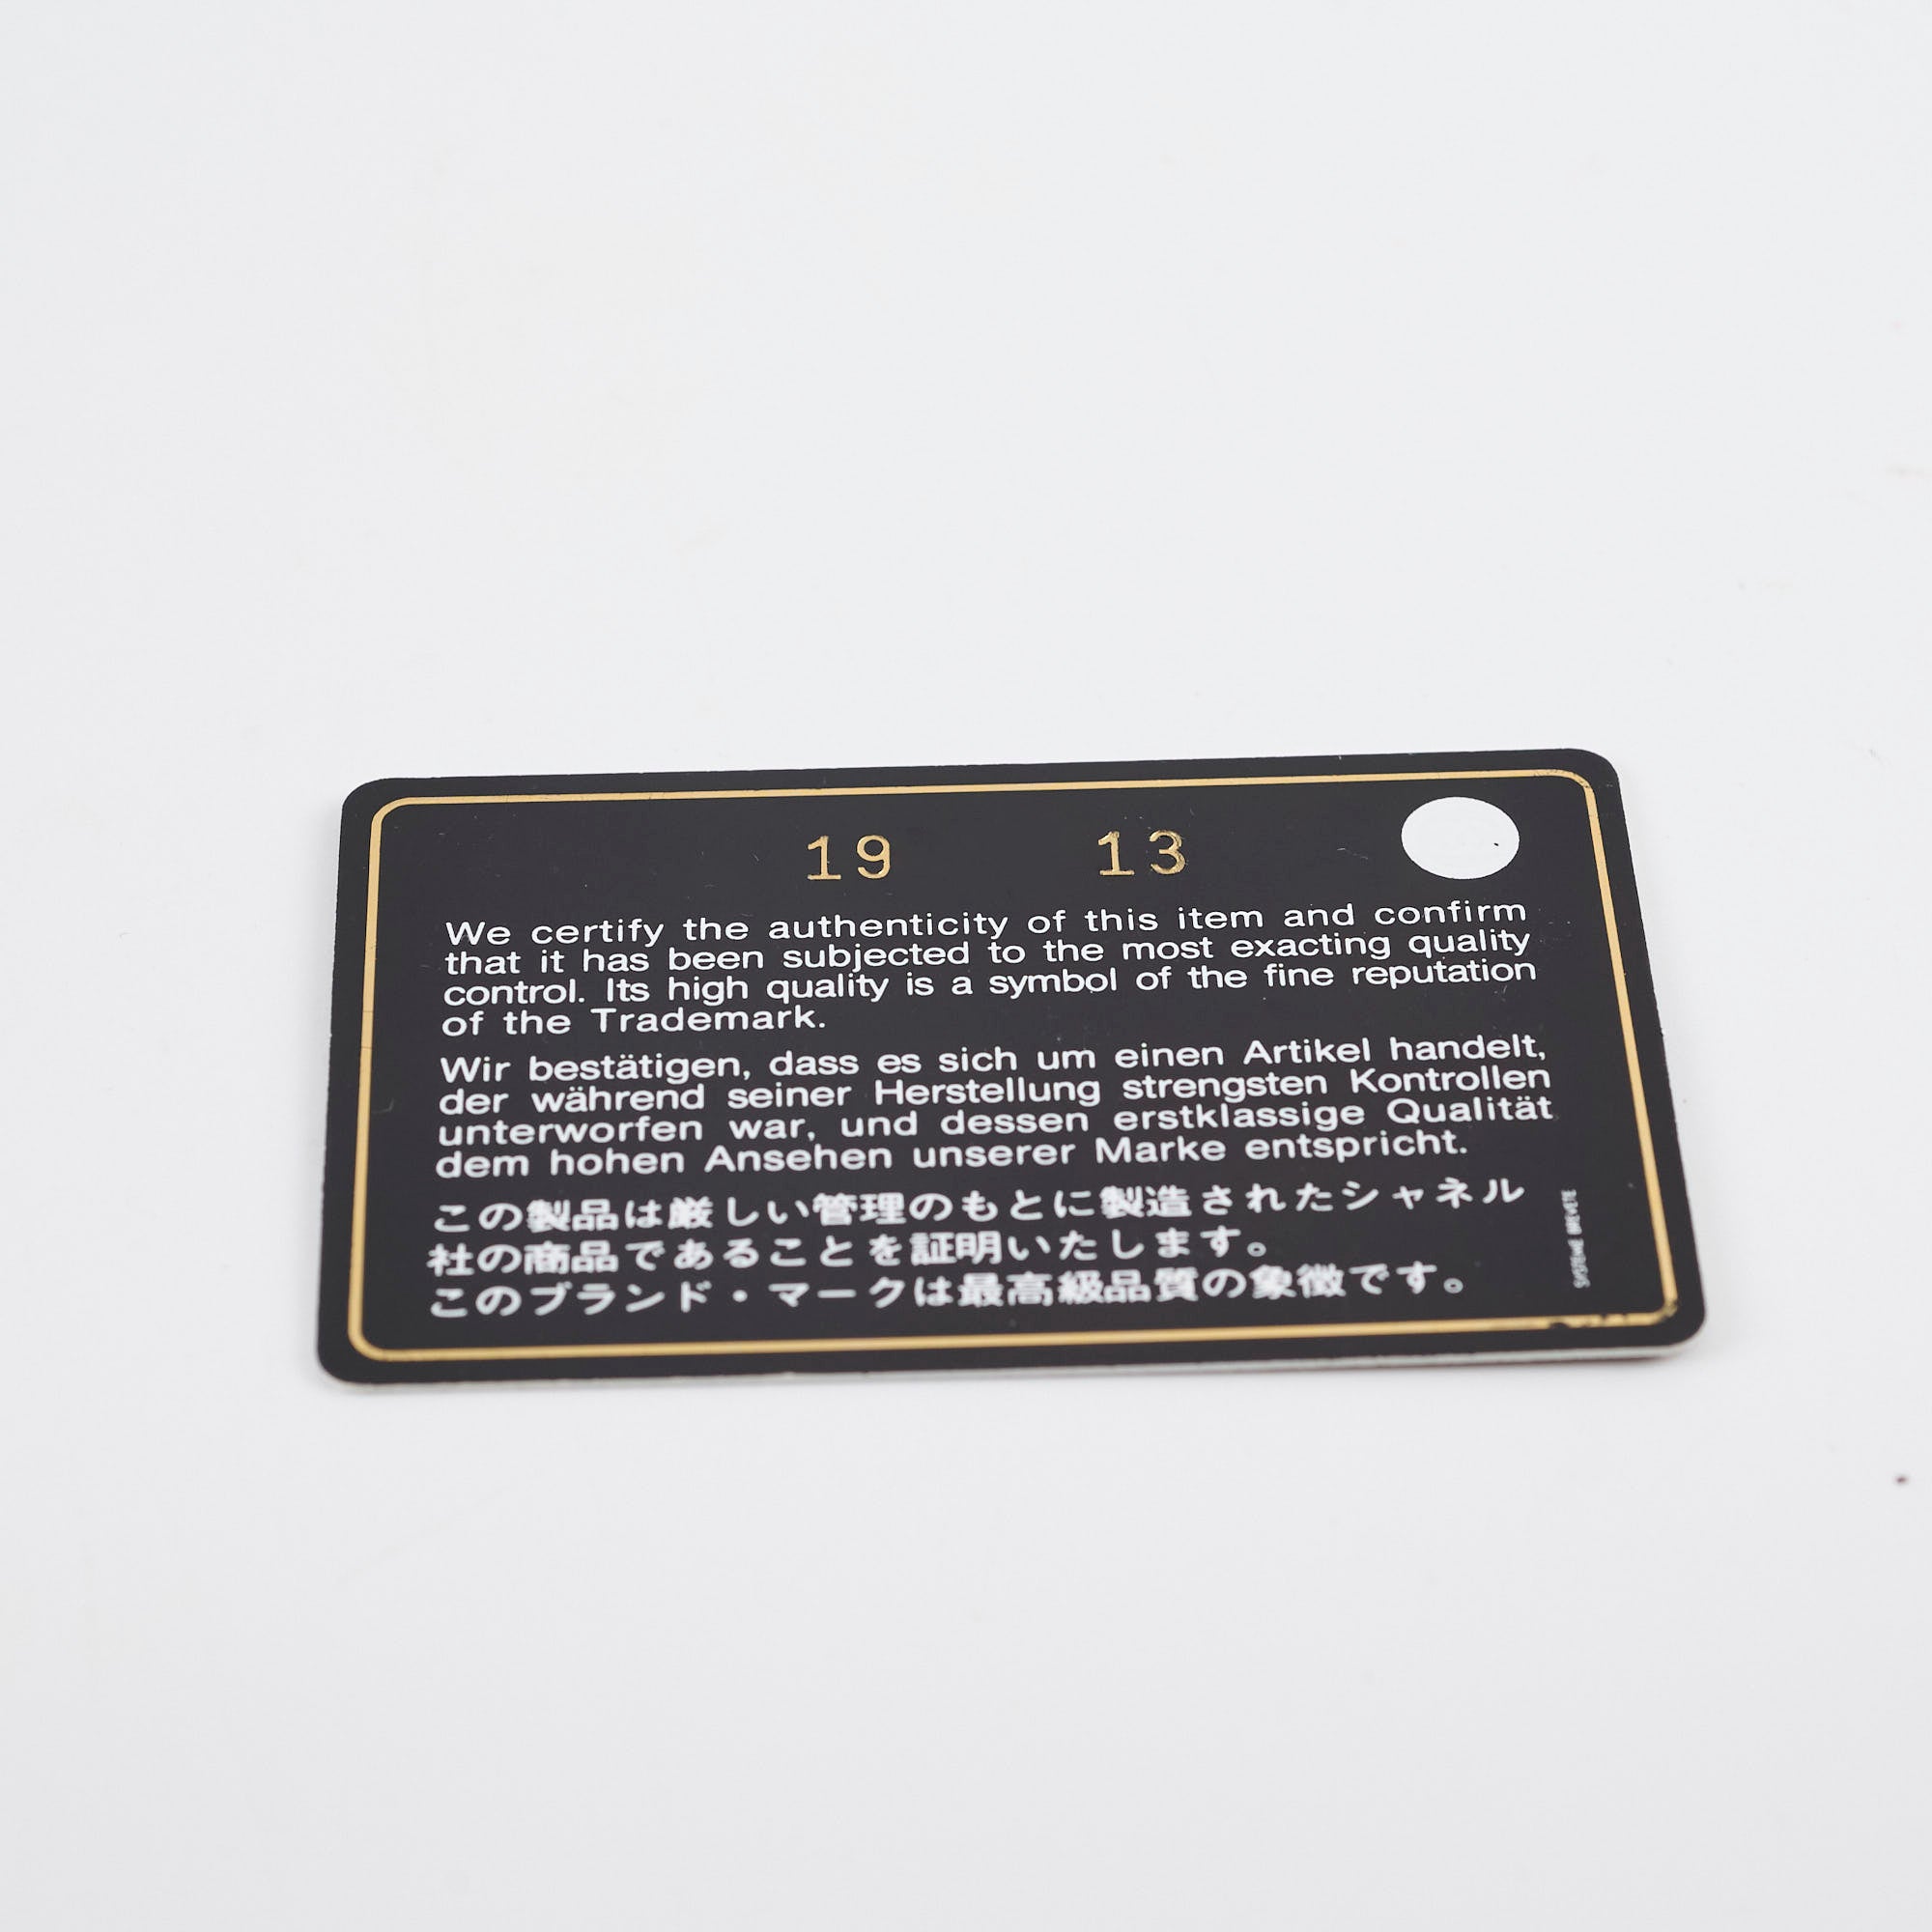 19 13
We certify the authenticity of this item and confirm
that it has been subjected to the most exacting quality
control. Its high quality is a symbol of the fine reputation
of the Trademark.
Wir bestätigen, dass es sich um einen Artikel handelt,
der während seiner Herstellung strengsten Kontrollen
unterworfen war, und dessen erstklassige Qualität
dem hohen Ansehen unserer Marke entspricht.
この製品は厳しい管理のもとに製造されたシャネル
社の商品であることを証明いたします。
このブランド・マークは最高級品質の象徴です。
SYSTEME BREVETE